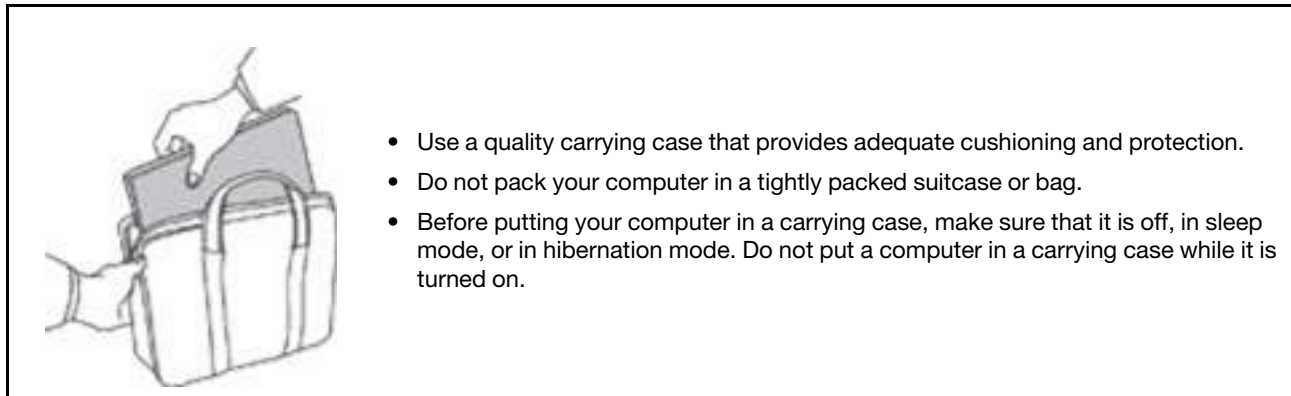 • Use a quality carrying case that provides adequate cushioning and protection.
• Do not pack your computer in a tightly packed suitcase or bag.
• Before putting your computer in a carrying case, make sure that it is off, in sleep
mode, or in hibernation mode. Do not put a computer in a carrying case while it is
turned on.